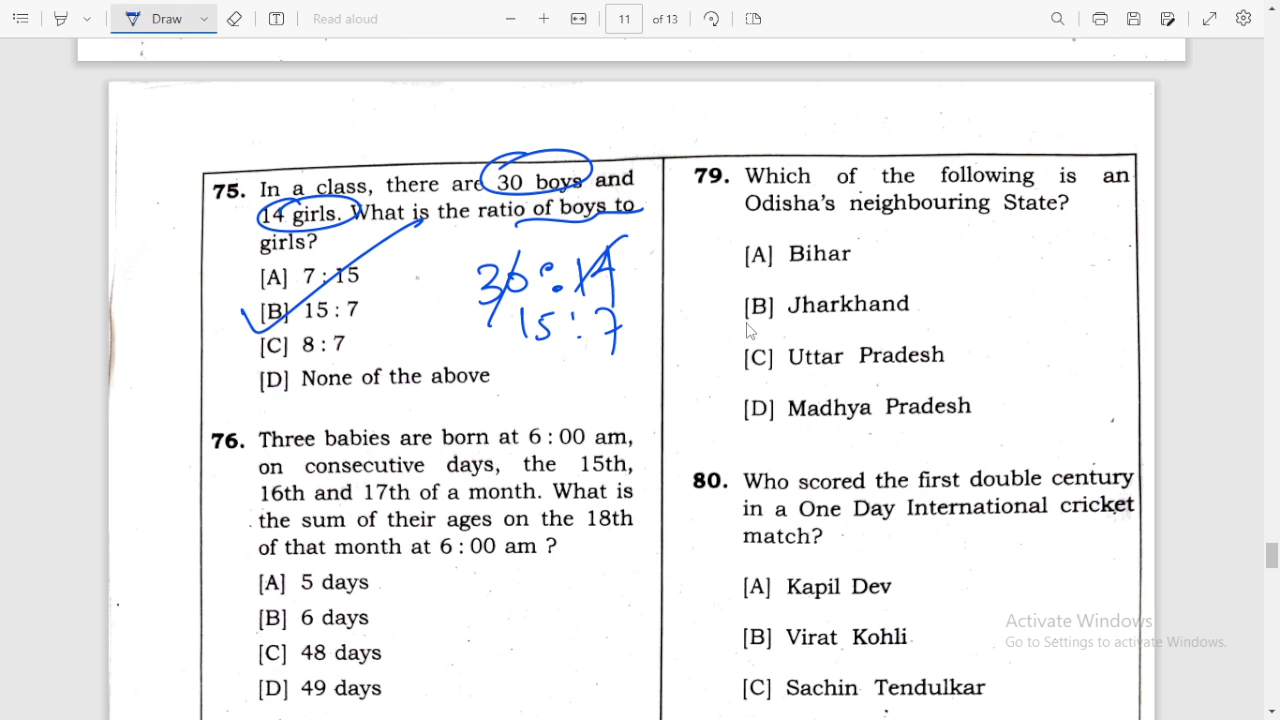 Draw
Read aloud
11 of 13
75. In a class, there are 30 boys and
14 girls. What is the ratio of boys to
girls?
[A] 7 : 15
[B] 15 : 7
[C] 8 : 7
[D] None of the above
30 : 14
15 : 7
76. Three babies are born at 6 : 00 am,
on consecutive days, the 15th,
16th and 17th of a month. What is
the sum of their ages on the 18th
of that month at 6 : 00 am ?
[A] 5 days
[B] 6 days
[C] 48 days
[D] 49 days
79. Which of the following is an
Odisha's neighbouring State?
[A] Bihar
[B] Jharkhand
[C] Uttar Pradesh
[D] Madhya Pradesh
80. Who scored the first double century
in a One Day International cricket
match?
[A] Kapil Dev
[B] Virat Kohli
[C] Sachin Tendulkar
Activate Windows
Go to Settings to activate Windows.